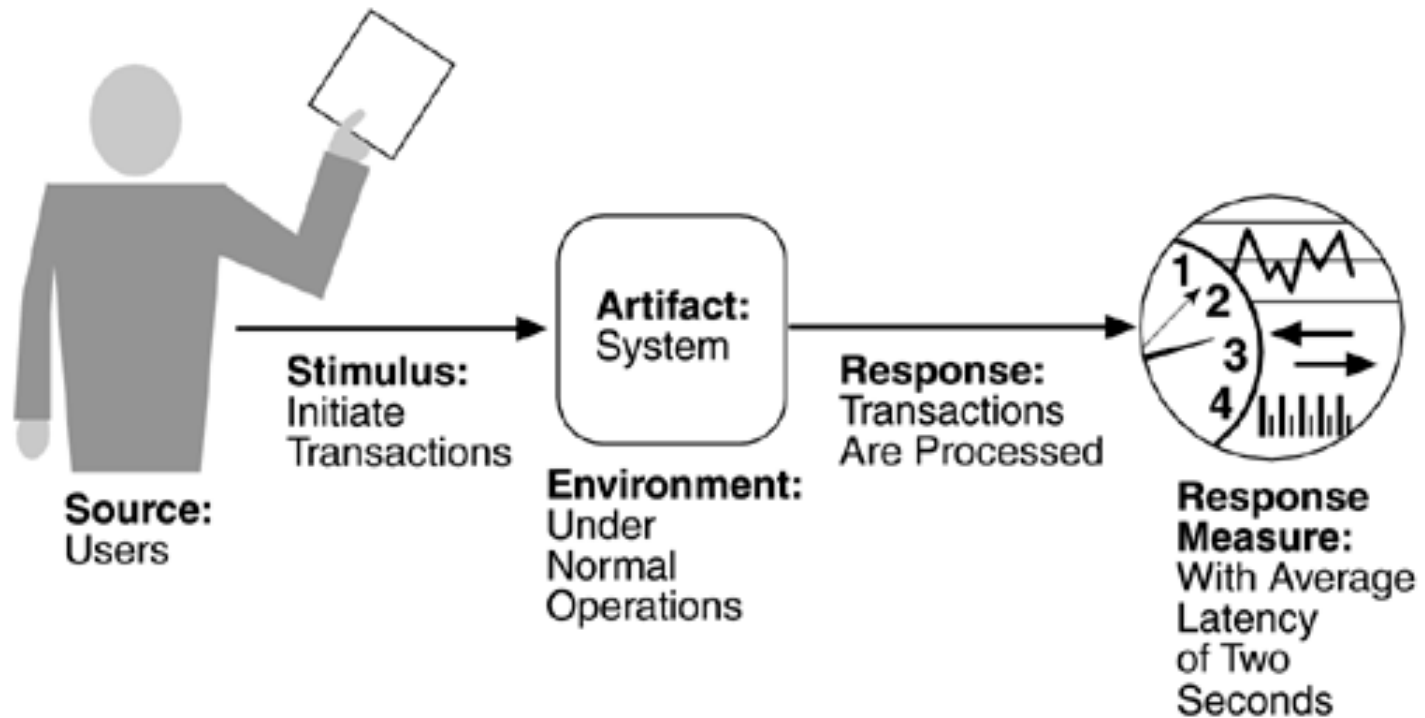 Source:
Users
Stimulus:
Initiate
Transactions
Artifact:
System
Environment:
Under
Normal
Operations
Response:
Transactions
Are Processed
1
2
3
4
Response
Measure:
With Average
Latency
of Two
Seconds